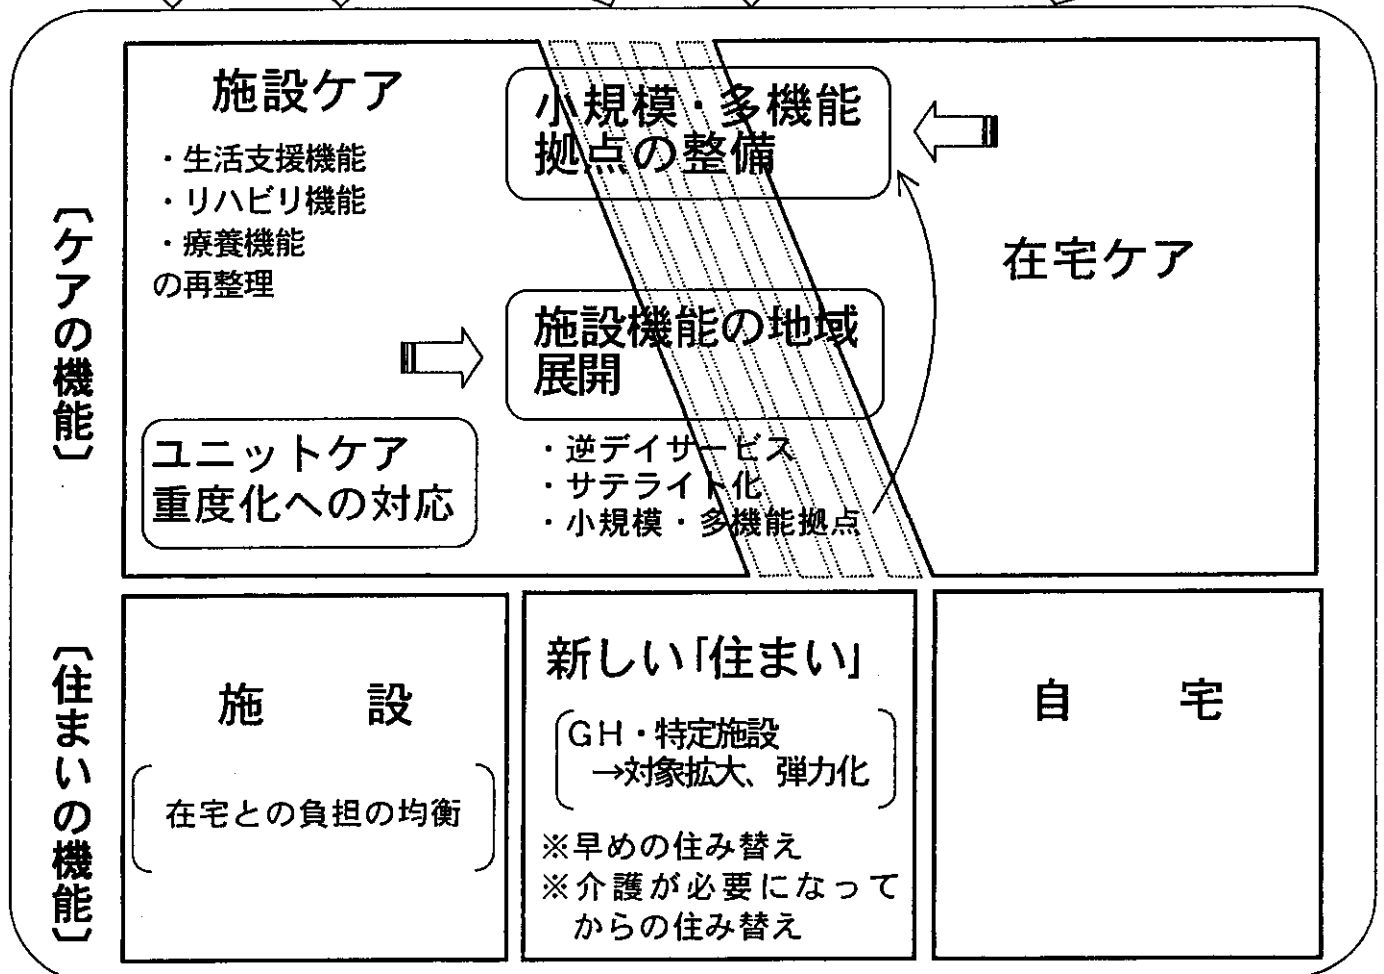 〔ケアの機能〕
施設ケア
・生活支援機能
・リハビリ機能
・療養機能
の再整理
小規模・多機能
拠点の整備
在宅ケア
施設機能の地域
展開
・逆デイサービス
・サテライト化
・小規模・多機能拠点
ユニットケア
重度化への対応
〔住まいの機能〕
施　設
在宅との負担の均衡
新しい「住まい」
GH・特定施設
→対象拡大、弾力化
※早めの住み替え
※介護が必要になって
からの住み替え
自　宅